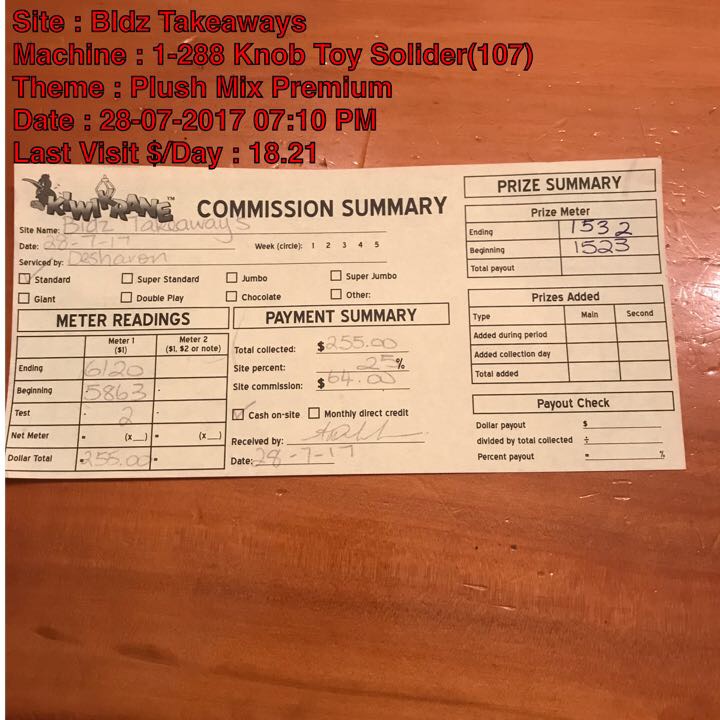 Site : Bldz Takeaways
Machine : 1-288 Knob Toy Solider(107)
Theme : Plush Mix Premium
Date : 28-07-2017 07:10 PM
Last Visit $/Day : 18.21
KIWIKRANE™
COMMISSION SUMMARY
Site Name: Bldz Takeaways
Date: 28-7-17
Week (circle): 1 2 3 4 5
Serviced by: Desharon
Standard Super Standard Jumbo Super Jumbo
Giant Double Play Chocolate Other:
METER READINGS
Meter 1 ($1) Meter 2 ($1, $2 or note)
Ending 6120
Beginning 5863
Test - 2 -
Net Meter = (x__) = (x__)
Dollar Total =255.00 =
PAYMENT SUMMARY
Total collected: $255.00
Site percent: 25%
Site commission: $64.00
Cash on-site Monthly direct credit
Received by:
Date: 28-7-17
PRIZE SUMMARY
Prize Meter
Ending 1532
Beginning 1523
Total payout
Prizes Added
Type Main Second
Added during period
Added collection day
Total added
Payout Check
Dollar payout $
divided by total collected ÷
Percent payout = %